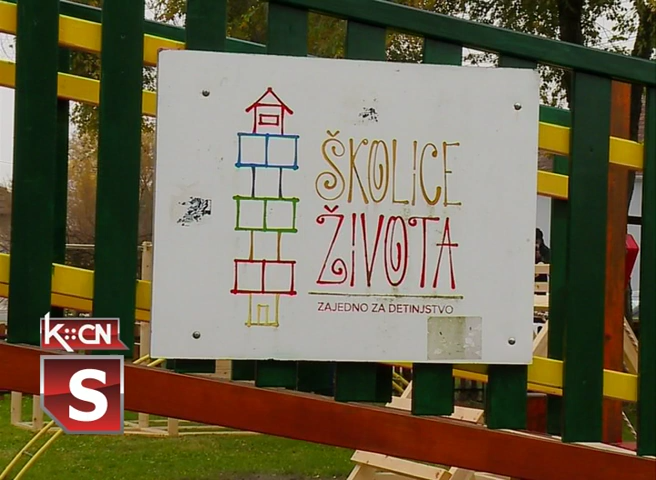 ŠKOLICE
ŽIVOTA
ZAJEDNO ZA DETINJSTVO
K::CN
S